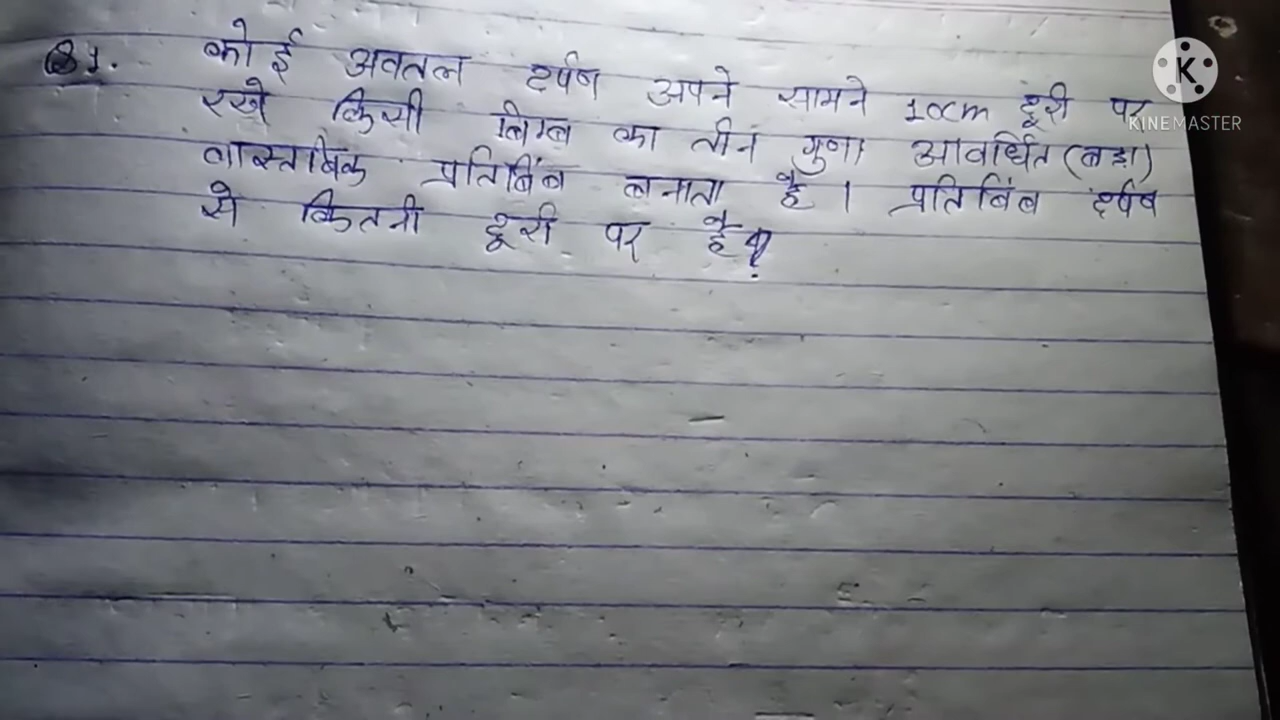 Q1. कोई अवतल दर्पण अपने सामने 10cm दूरी पर
रखे किसी बिम्ब का तीन गुणा आवर्धित (बड़ा)
वास्तविक प्रतिबिंब बनाता है । प्रतिबिंब दर्पण
से कितनी दूरी पर है?
K
KINEMASTER